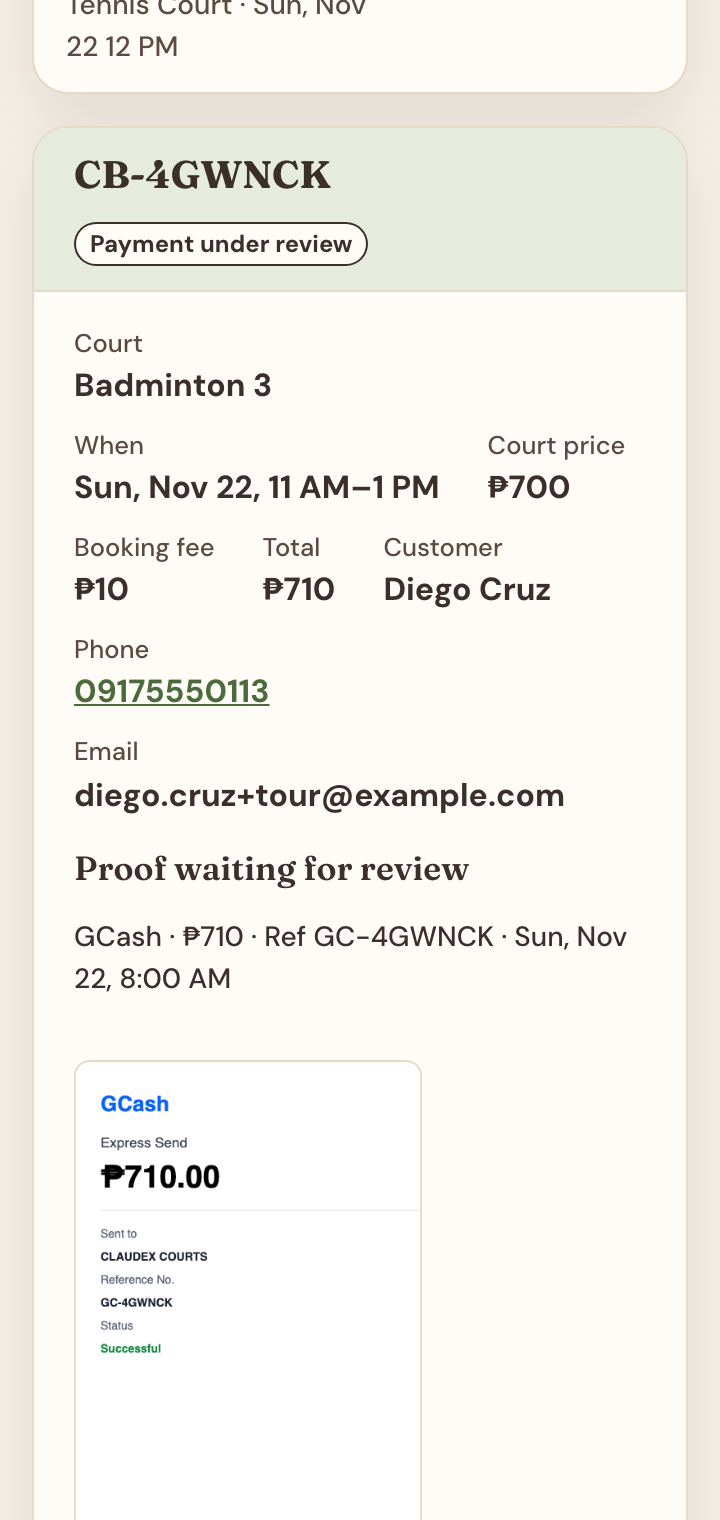 Tennis Court · Sun, Nov
22 12 PM
CB-4GWNCK
Payment under review
Court
Badminton 3
When
Court price
Sun, Nov 22, 11 AM–1 PM
₱700
Booking fee
Total
Customer
₱10
₱710
Diego Cruz
Phone
09175550113
Email
diego.cruz+tour@example.com
Proof waiting for review
GCash · ₱710 · Ref GC-4GWNCK · Sun, Nov
22, 8:00 AM
GCash
Express Send
₱710.00
Sent to
CLAUDEX COURTS
Reference No.
GC-4GWNCK
Status
Successful